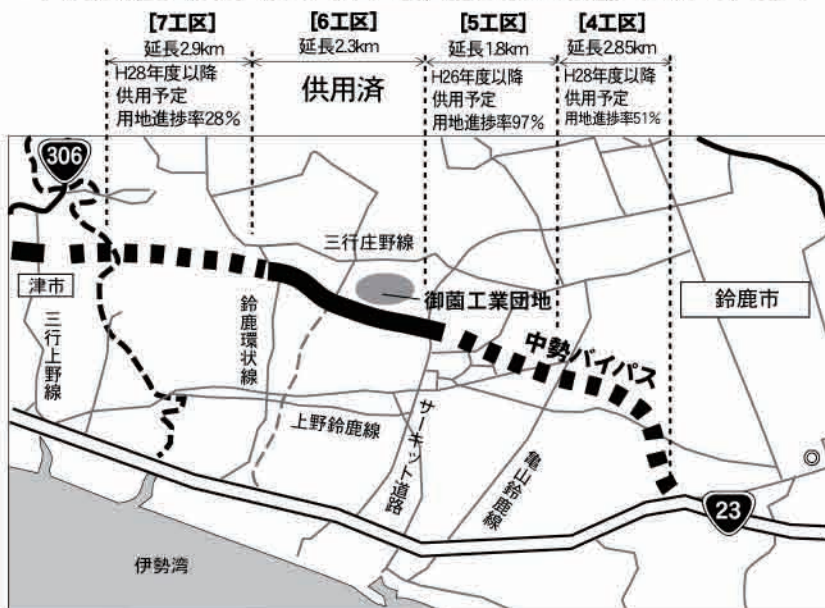 [7工区]
延長2.9km
H28年度以降
供用予定
用地進捗率28%
[6工区]
延長2.3km
供用済
[5工区]
延長1.8km
H26年度以降
供用予定
用地進捗率97%
[4工区]
延長2.85km
H28年度以降
供用予定
用地進捗率51%
306
三行庄野線
津市
御薗工業団地
鈴鹿市
三行上野線
鈴鹿環状線
中勢バイパス
上野鈴鹿線
サーキット道路
亀山鈴鹿線
23
伊勢湾